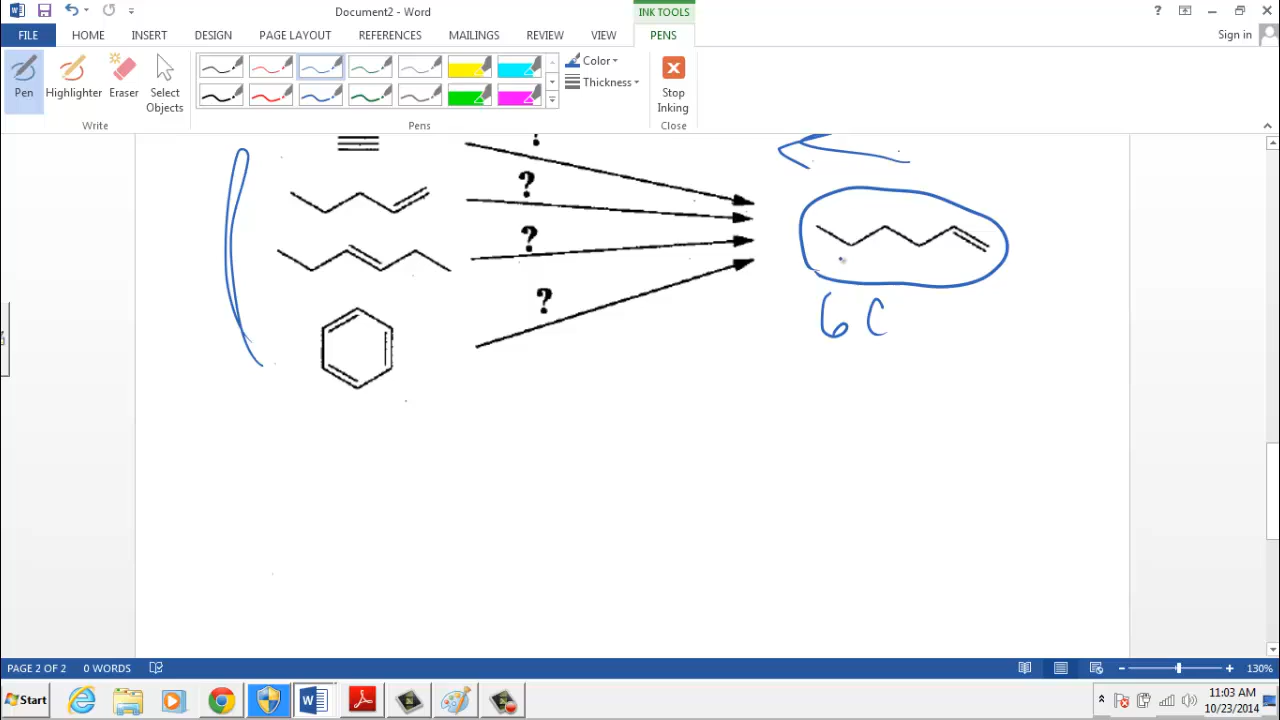 Document2 - Word
INK TOOLS
?
FILE
HOME
INSERT
DESIGN
PAGE LAYOUT
REFERENCES
MAILINGS
REVIEW
VIEW
PENS
Sign in
Pen
Highlighter
Eraser
Select
Objects
Color
Thickness
Stop
Inking
Write
Pens
Close
?
?
?
?
6 C
PAGE 2 OF 2
0 WORDS
130%
Start
11:03 AM
10/23/2014